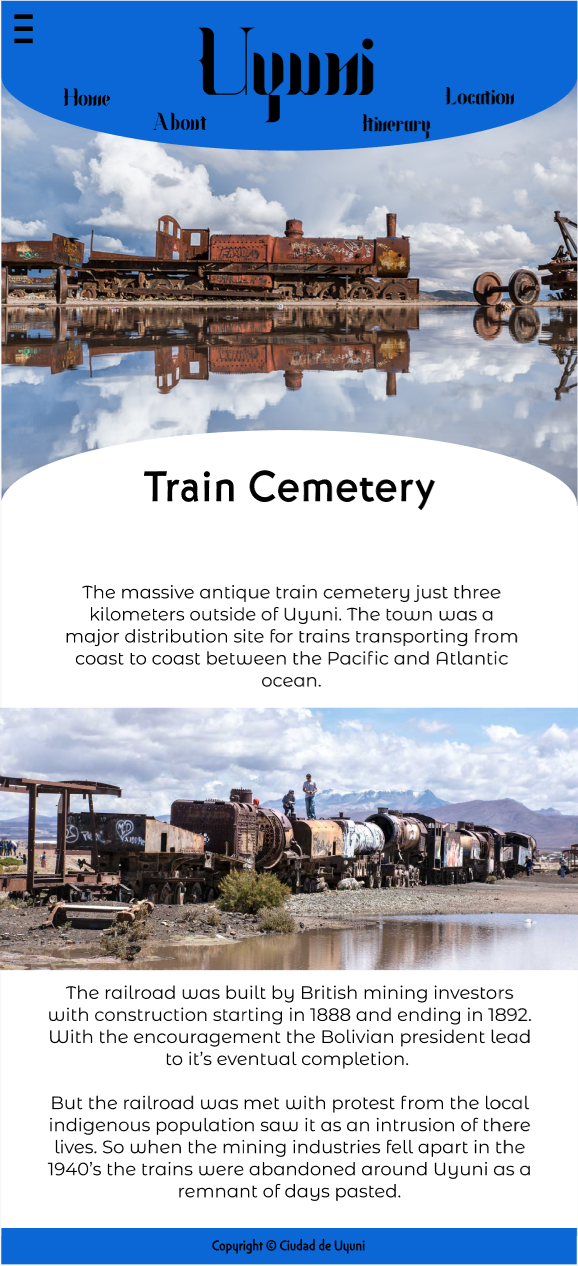 Uyuni
Home
Location
About
Itinerary
Train Cemetery
The massive antique train cemetery just three
kilometers outside of Uyuni. The town was a
major distribution site for trains transporting from
coast to coast between the Pacific and Atlantic
ocean.
The railroad was built by British mining investors
with construction starting in 1888 and ending in 1892.
With the encouragement the Bolivian president lead
to it's eventual completion.
But the railroad was met with protest from the local
indigenous population saw it as an intrusion of there
lives. So when the mining industries fell apart in the
1940's the trains were abandoned around Uyuni as a
remnant of days pasted.
Copyright © Ciudad de Uyuni